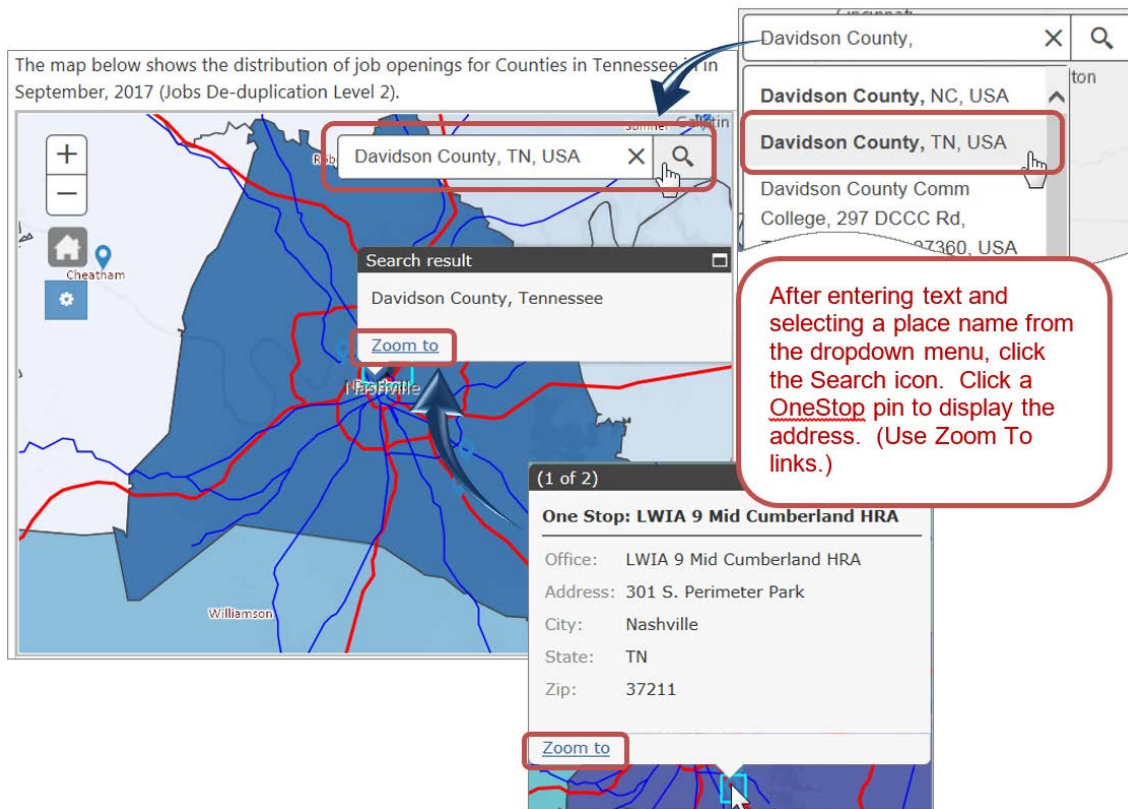 Davidson County,
Davidson County, NC, USA
Davidson County, TN, USA
Davidson County Comm
College, 297 DCCC Rd,
27360, USA
The map below shows the distribution of job openings for Counties in Tennessee in in
September, 2017 (Jobs De-duplication Level 2).
+
−
Davidson County, TN, USA
Cheatham
Search result
Davidson County, Tennessee
Zoom to
Nashville
Williamson
After entering text and
selecting a place name from
the dropdown menu, click
the Search icon. Click a
OneStop pin to display the
address. (Use Zoom To
links.)
(1 of 2)
One Stop: LWIA 9 Mid Cumberland HRA
Office: LWIA 9 Mid Cumberland HRA
Address: 301 S. Perimeter Park
City: Nashville
State: TN
Zip: 37211
Zoom to